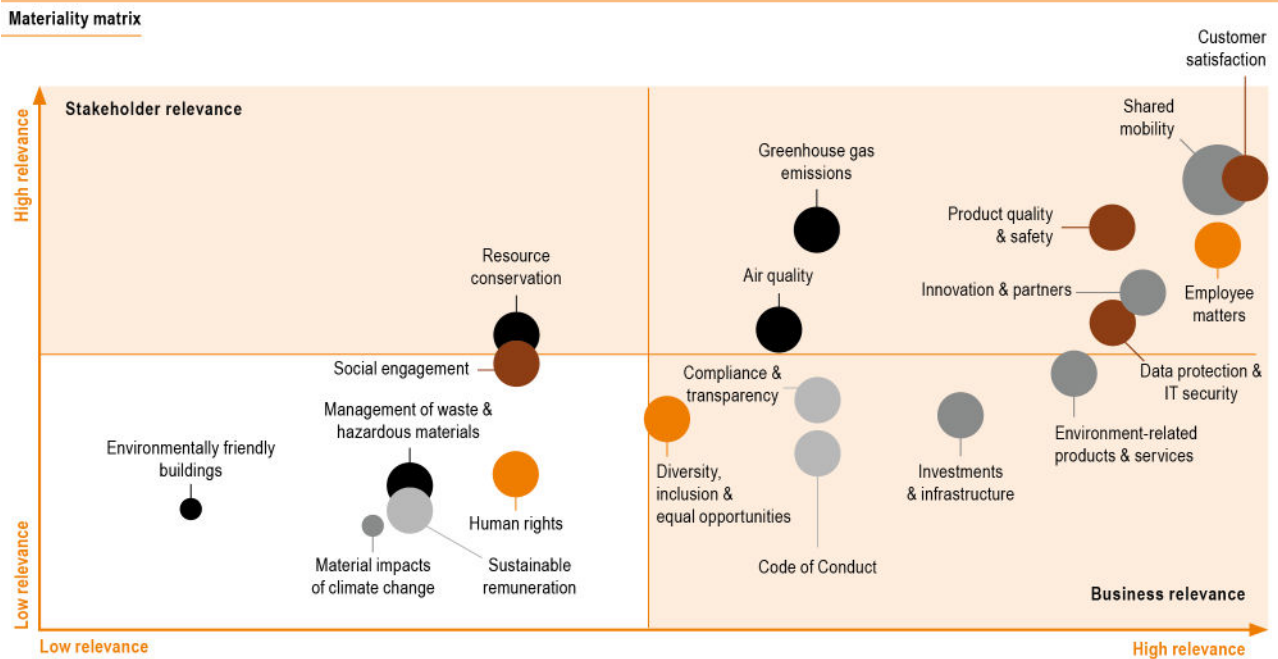 Materiality matrix
Customer
satisfaction
Stakeholder relevance
Shared
mobility
High relevance
Greenhouse gas
emissions
Product quality
& safety
Resource
conservation
Air quality
Innovation & partners
Employee
matters
Social engagement
Compliance &
transparency
Data protection &
IT security
Management of waste &
hazardous materials
Environmentally friendly
buildings
Environment-related
products & services
Diversity,
inclusion &
equal opportunities
Investments
& infrastructure
Human rights
Low relevance
Material impacts
of climate change
Sustainable
remuneration
Code of Conduct
Business relevance
Low relevance
High relevance